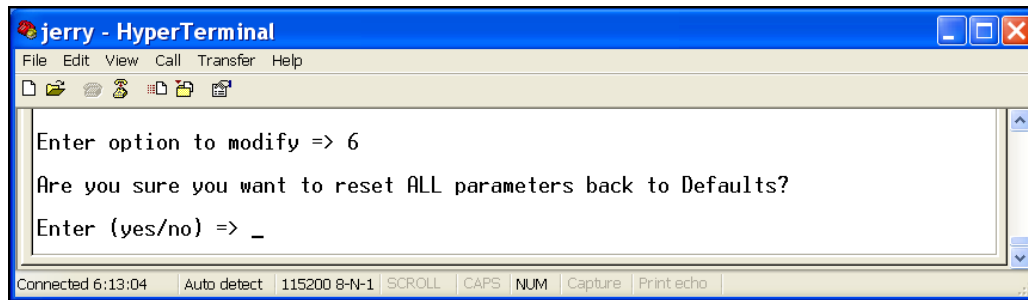 jerry - HyperTerminal
File Edit View Call Transfer Help
Enter option to modify => 6
Are you sure you want to reset ALL parameters back to Defaults?
Enter (yes/no) => _
Connected 6:13:04 Auto detect 115200 8-N-1 SCROLL CAPS NUM Capture Print echo